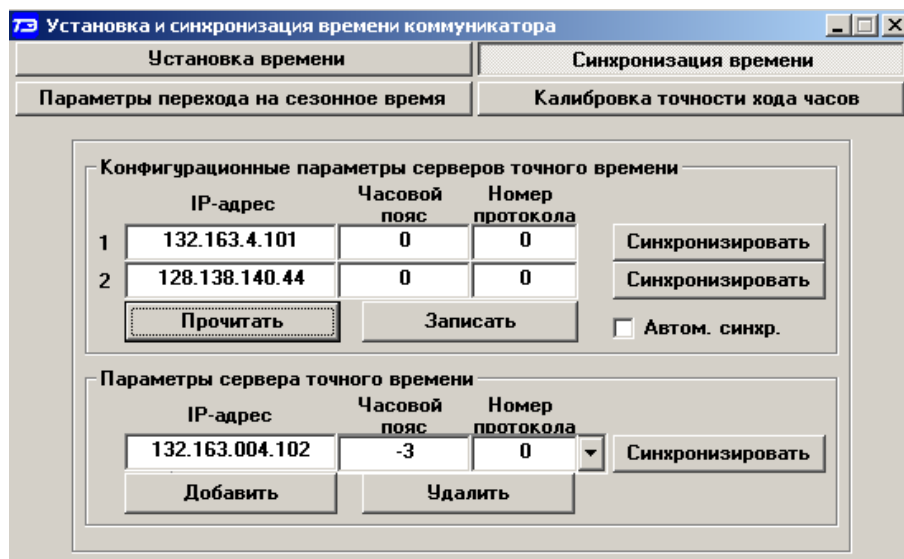 ТЭ Установка и синхронизация времени коммуникатора
Установка времени Синхронизация времени
Параметры перехода на сезонное время Калибровка точности хода часов
Конфигурационные параметры серверов точного времени
IP-адрес Часовой пояс Номер протокола
1 132.163.4.101 0 0 Синхронизировать
2 128.138.140.44 0 0 Синхронизировать
Прочитать Записать Автом. синхр.
Параметры сервера точного времени
IP-адрес Часовой пояс Номер протокола
132.163.004.102 -3 0 Синхронизировать
Добавить Удалить